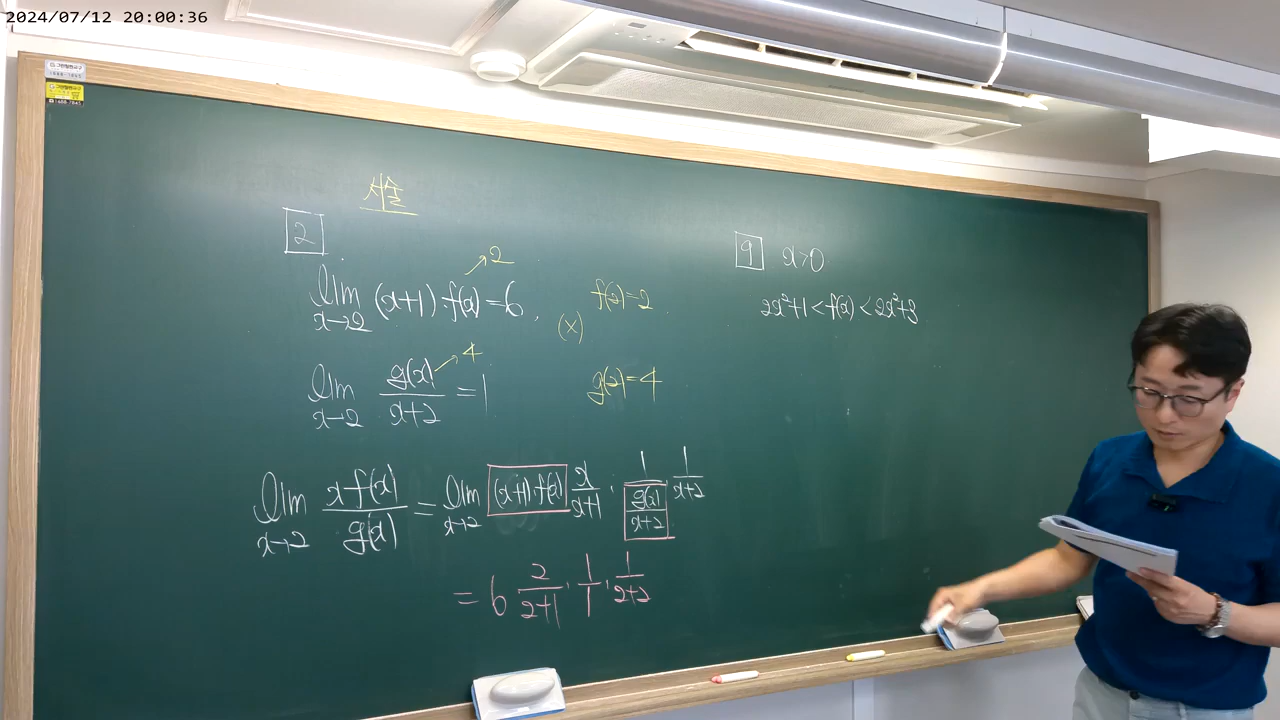 2024/07/12 20:00:36
서술
2
lim x→2 (x+1)·f(x)=6, →2
(x)
f(2)=2
lim x→2 g(x)/(x+2) =1 →4
g(2)=4
lim x→2 xf(x)/g(x) = lim x→2 (x+1)·f(x) x/(x+1) · 1/(g(x)/(x+2)) · 1/(x+2)
= 6 2/(2+1) · 1/1 · 1/(2+2)
9 x>0
2x²+1<f(x)<2x²+3